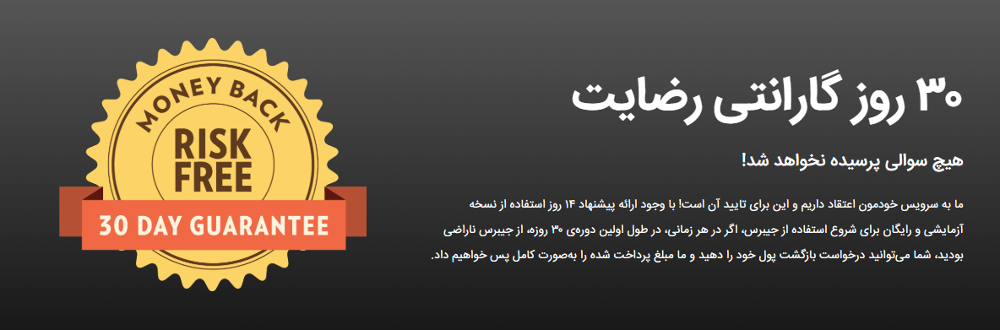 ۳۰ روز گارانتی رضایت
هیچ سوالی پرسیده نخواهد شد!
ما به سرویس خودمون اعتقاد داریم و این برای تایید آن است! با وجود ارائه پیشنهاد ۱۴ روز استفاده از نسخه
آزمایشی و رایگان برای شروع استفاده از جیبرس، اگر در هر زمانی، در طول اولین دوره‌ی ۳۰ روزه، از جیبرس ناراضی
بودید، شما می‌توانید درخواست بازگشت پول خود را دهید و ما مبلغ پرداخت شده را به‌صورت کامل پس خواهیم داد.
MONEY BACK
RISK
FREE
30 DAY GUARANTEE